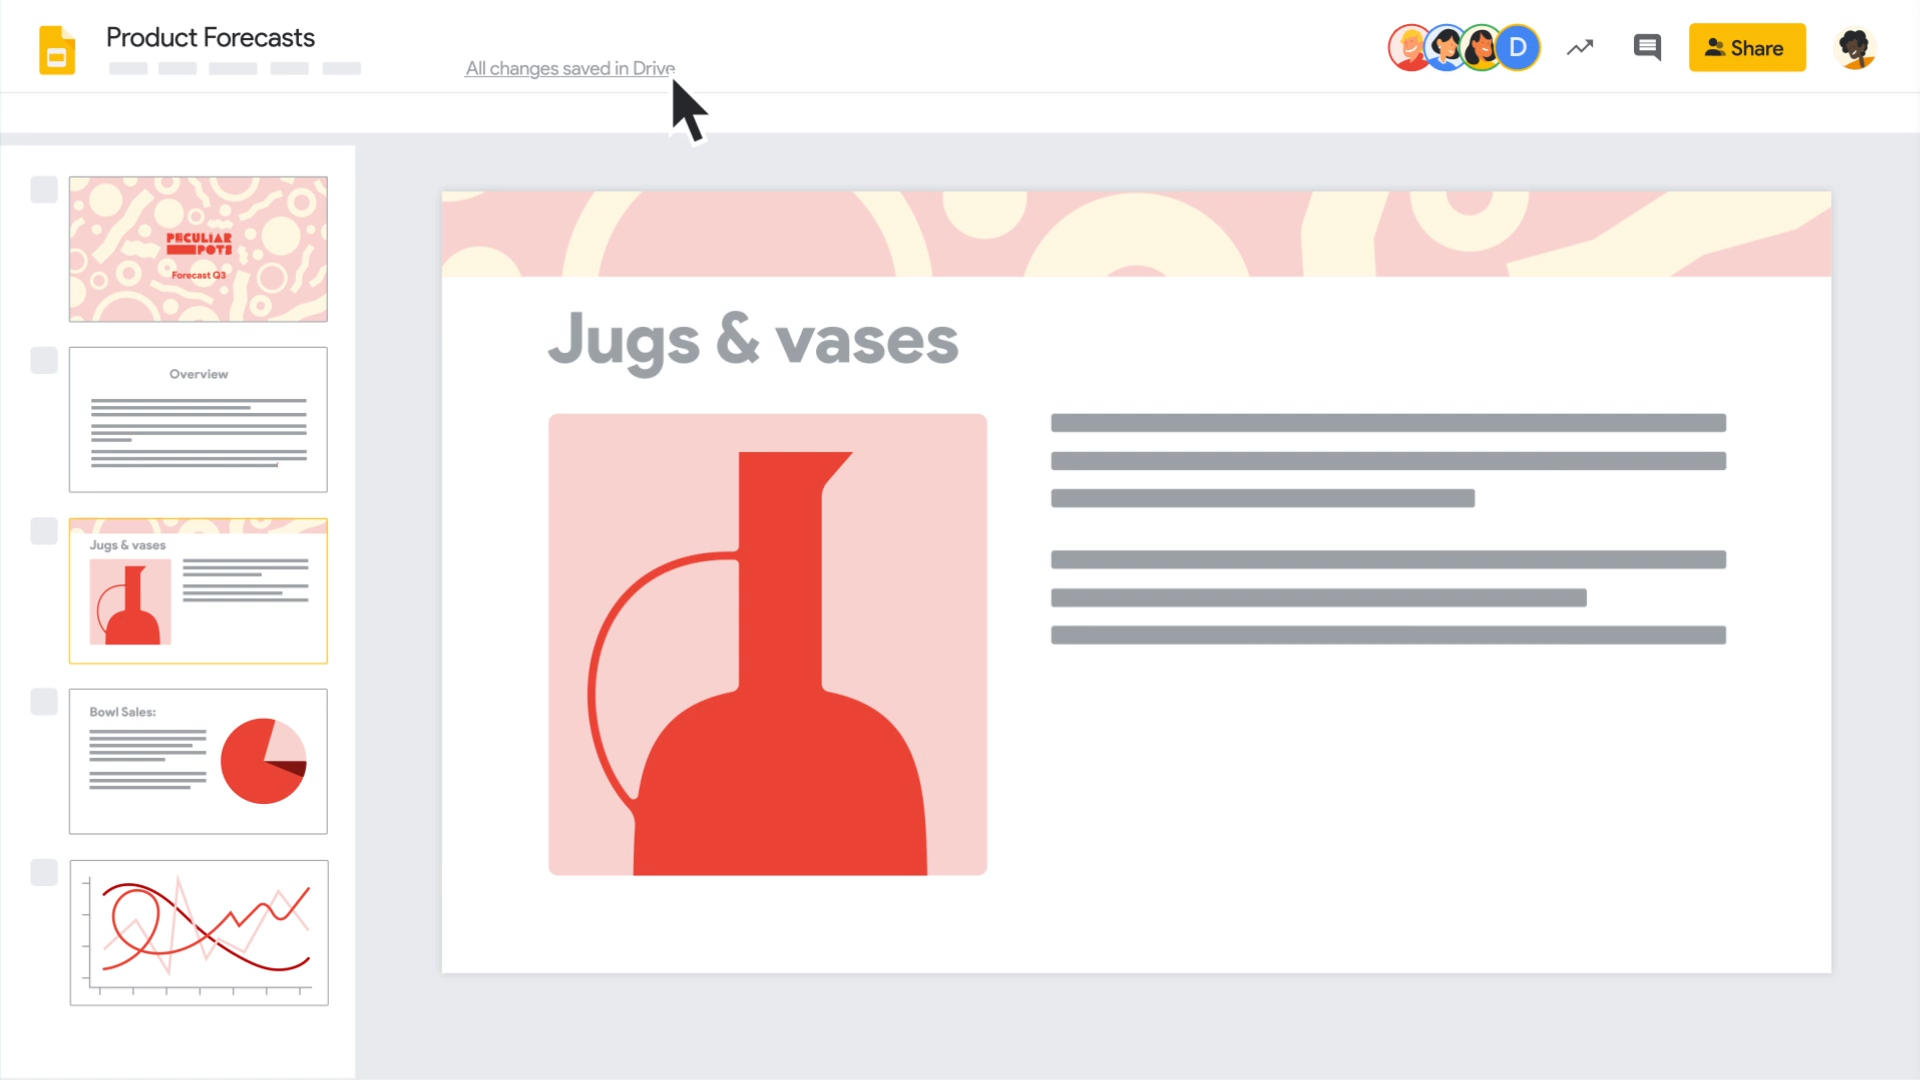 Product Forecasts
All changes saved in Drive
D
Share
PECULIAR
POTS
Forecast Q3
Overview
Jugs & vases
Bowl Sales:
Jugs & vases